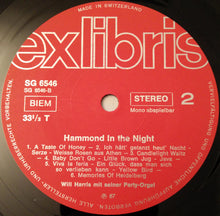 MADE IN SWITZERLAND
exlibris
SG 6546
SG 6546-B
BIEM
33⅓ T
STEREO 2
Mono abspielbar
Hammond In the Night
1. A Taste Of Honey – 2. Ich hätt' getanzt heut' Nacht -
Serze - Weisse Rosen aus Athen - 3. Candlelight Waltz
4. Baby Don't Go - Little Brown Jug - Java -
5. Viva la feria - Ein Glück, dass man sich
so verlieben kann - Yellow Bird -
6. Memories Of Heidelberg
Will Harris mit seiner Party-Orgel
℗ 67